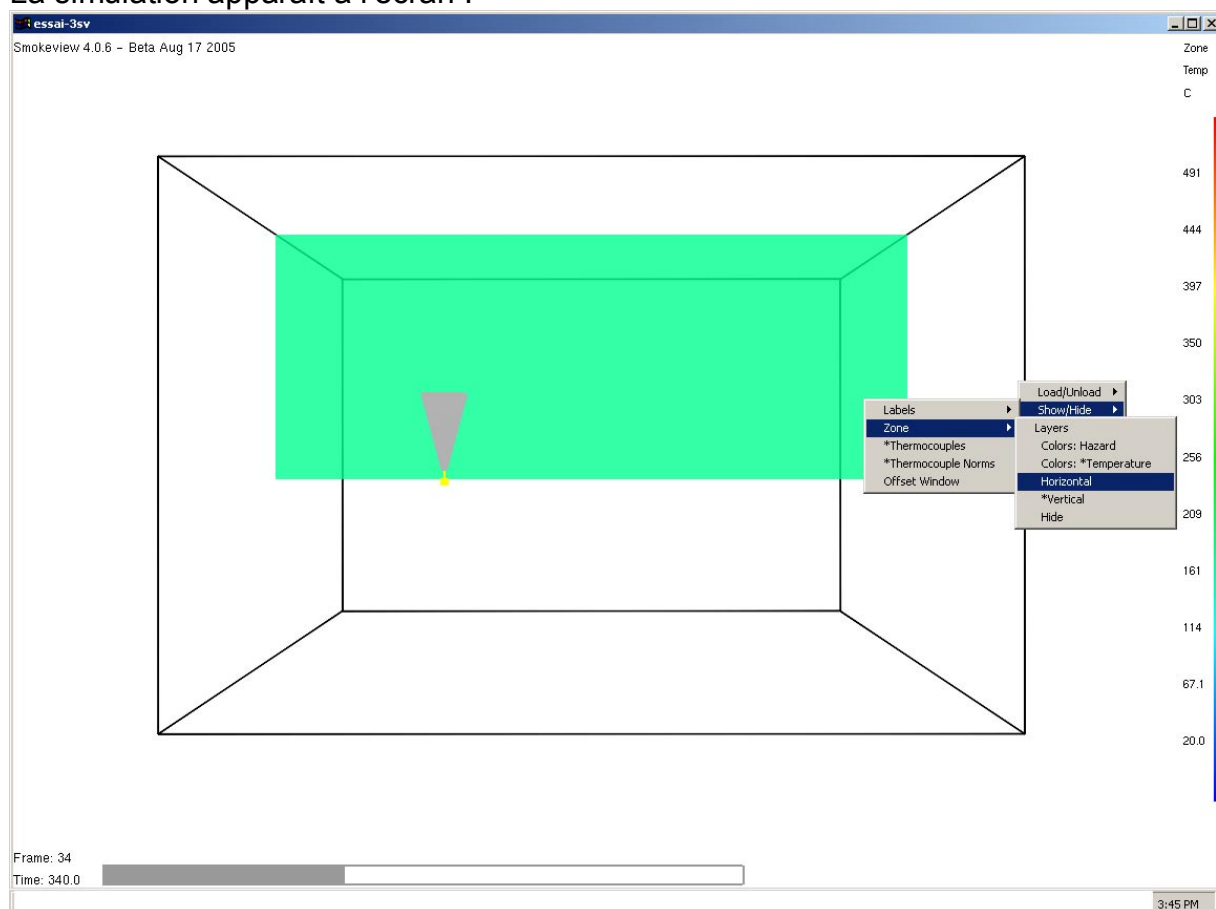 La simulation apparaît à l'écran :
essai-3sv
Smokeview 4.0.6 - Beta Aug 17 2005
Zone
Temp
C
491
444
397
350
303
256
209
161
114
67.1
20.0
Load/Unload
Show/Hide
Labels
Zone
*Thermocouples
*Thermocouple Norms
Offset Window
Layers
Colors: Hazard
Colors: *Temperature
Horizontal
*Vertical
Hide
Frame: 34
Time: 340.0
3:45 PM